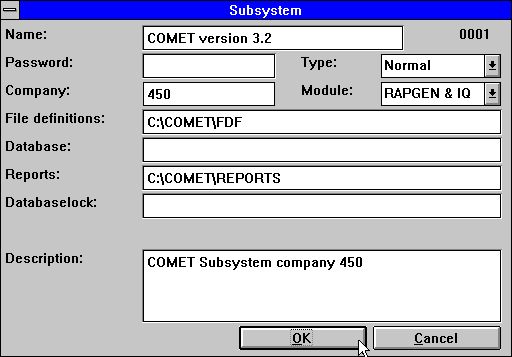 Subsystem
Name: COMET version 3.2 0001
Password: Type: Normal
Company: 450 Module: RAPGEN & IQ
File definitions: C:\COMET\FDF
Database:
Reports: C:\COMET\REPORTS
Databaselock:
Description: COMET Subsystem company 450
OK Cancel